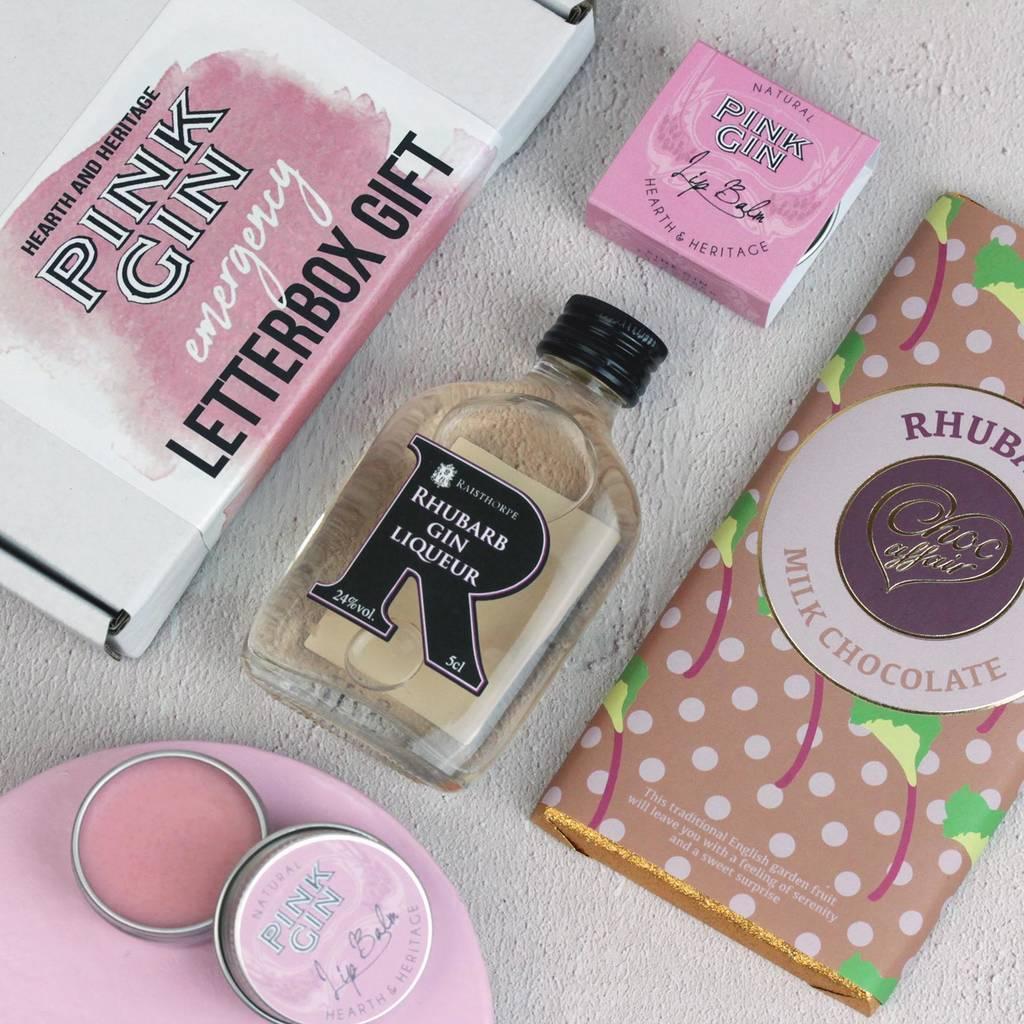 HEARTH AND HERITAGE
PINK
GIN
emergency
LETTERBOX GIFT
NATURAL
PINK
GIN
Lip Balm
HEARTH & HERITAGE
PINK GIN
RAISTHORPE
RHUBARB
GIN
LIQUEUR
24%vol.
5cl
RHUBA
Choc
affair
MILK CHOCOLATE
This traditional English garden fruit
will leave you with a feeling of serenity
and a sweet surprise
NATURAL
PINK
GIN
Lip Balm
HEARTH & HERITAGE